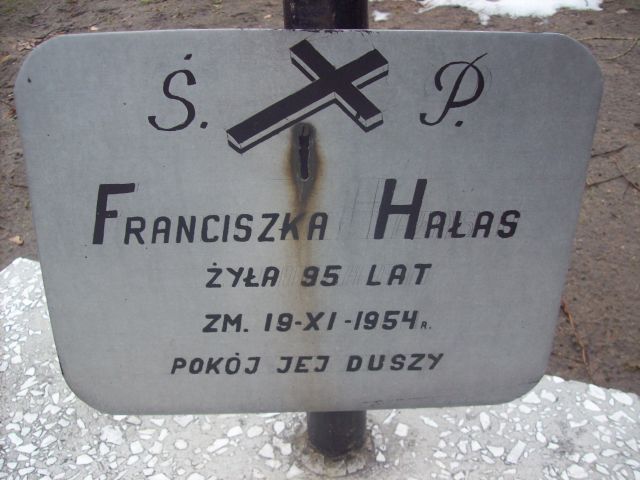 Ś. P.
FRANCISZKA HAŁAS
ŻYŁA 95 LAT
ZM. 19-XI-1954 R.
POKÓJ JEJ DUSZY